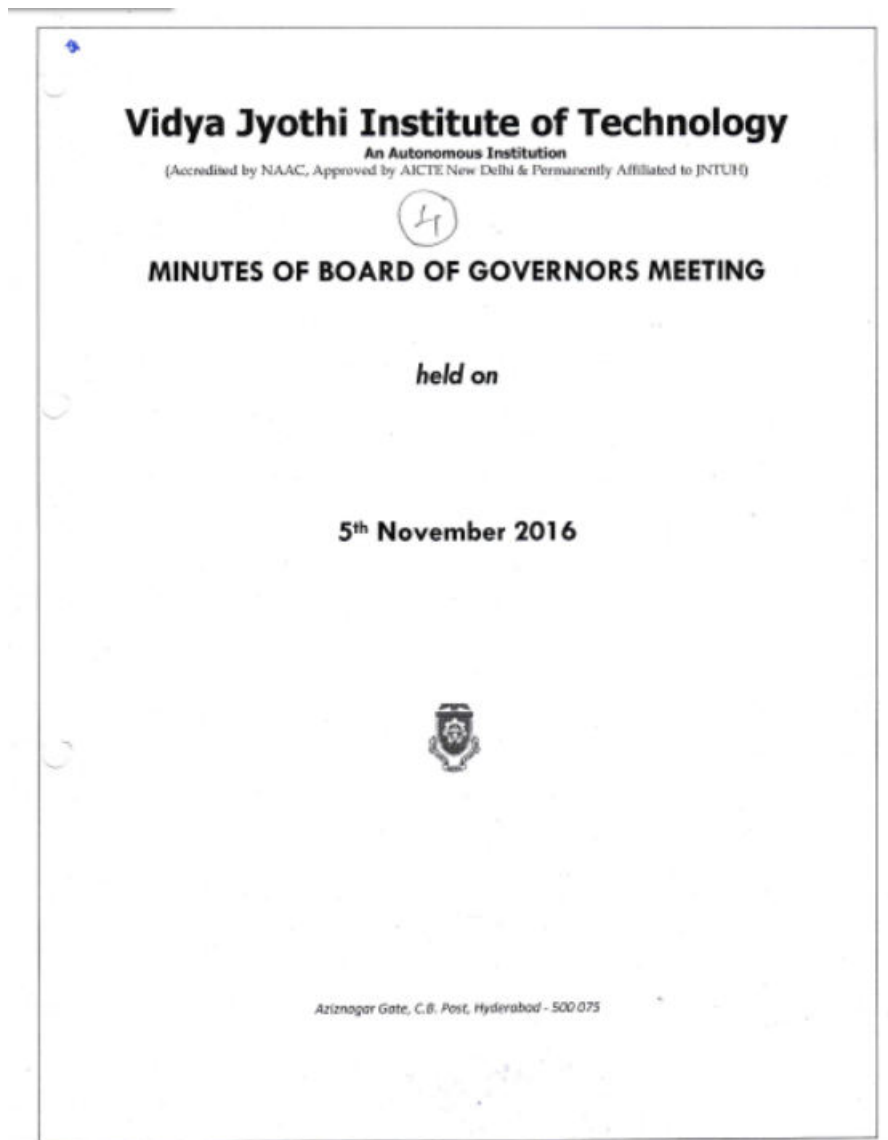 Vidya Jyothi Institute of Technology
An Autonomous Institution
(Accredited by NAAC, Approved by AICTE New Delhi & Permanently Affiliated to JNTUH)
4
MINUTES OF BOARD OF GOVERNORS MEETING
held on
5th November 2016
Aziznagar Gate, C.B. Post, Hyderabad - 500 075